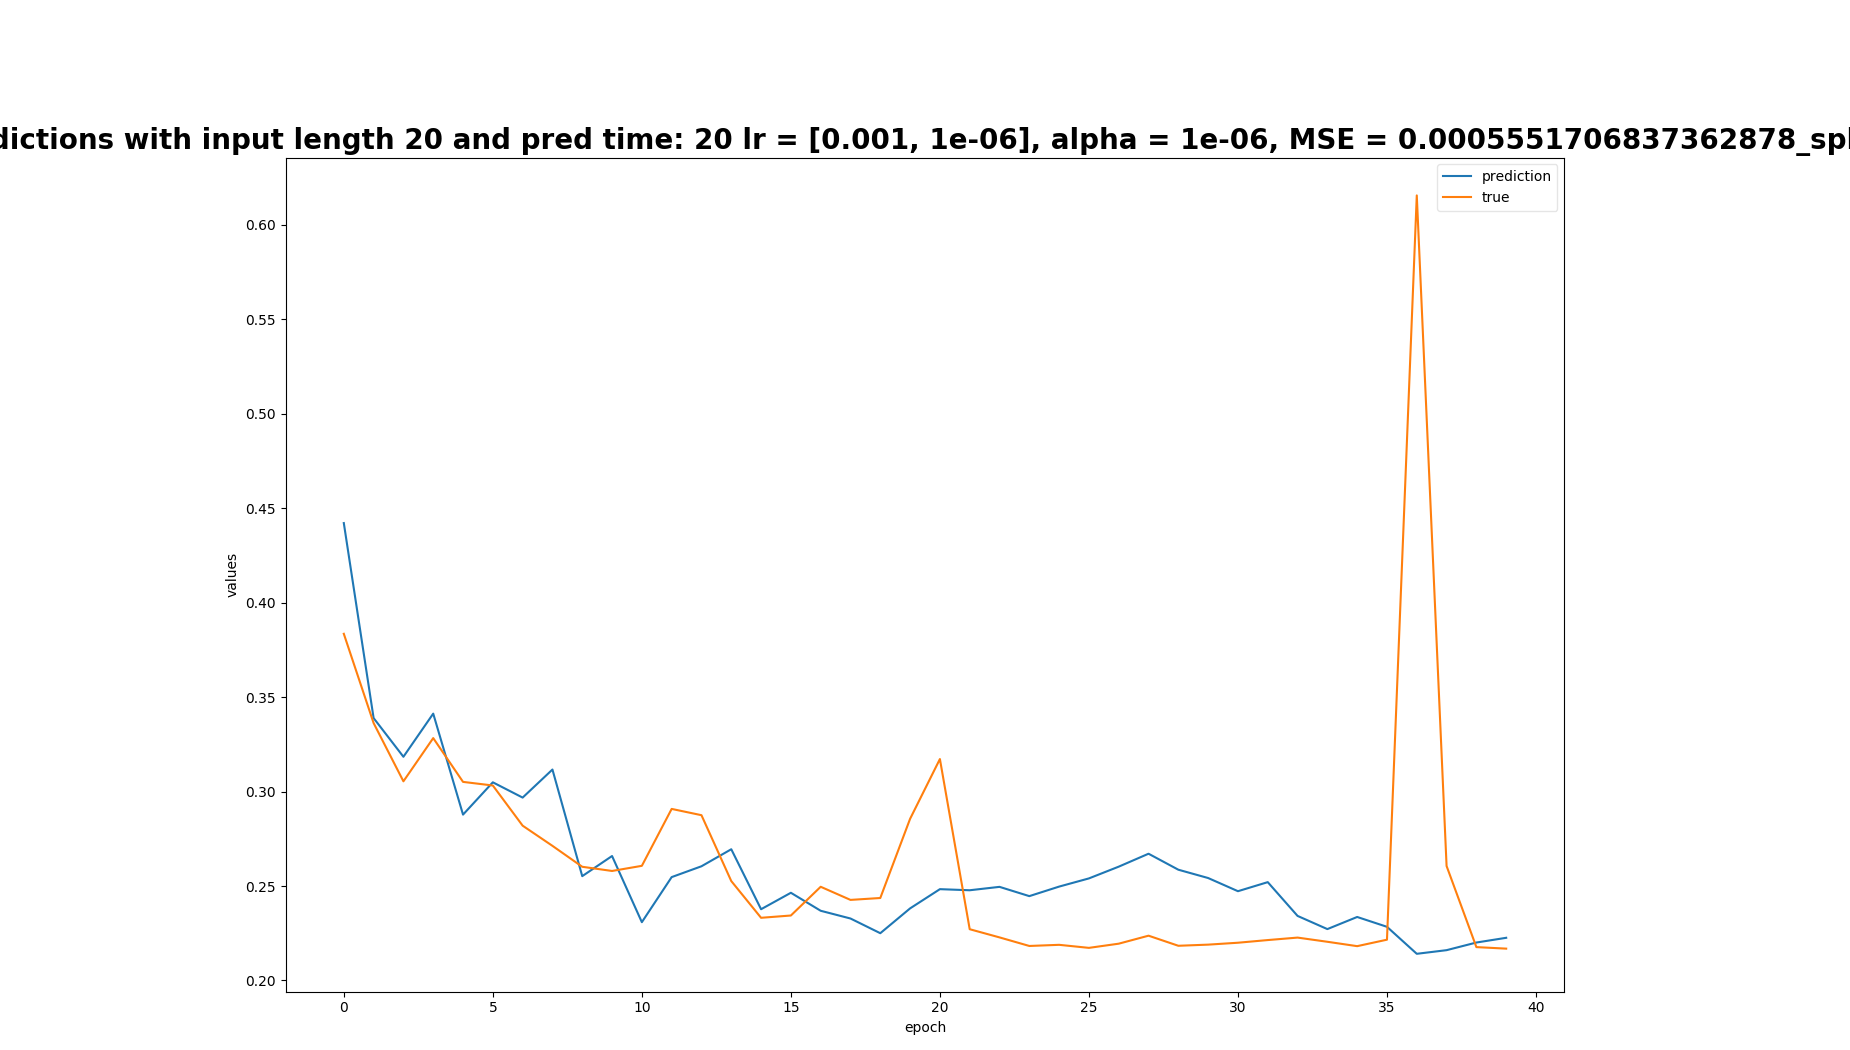 dictions with input length 20 and pred time: 20 lr = [0.001, 1e-06], alpha = 1e-06, MSE = 0.0005551706837362878_spl
prediction
true
0.60
0.55
0.50
0.45
0.40
0.35
0.30
0.25
0.20
values
0 5 10 15 20 25 30 35 40
epoch